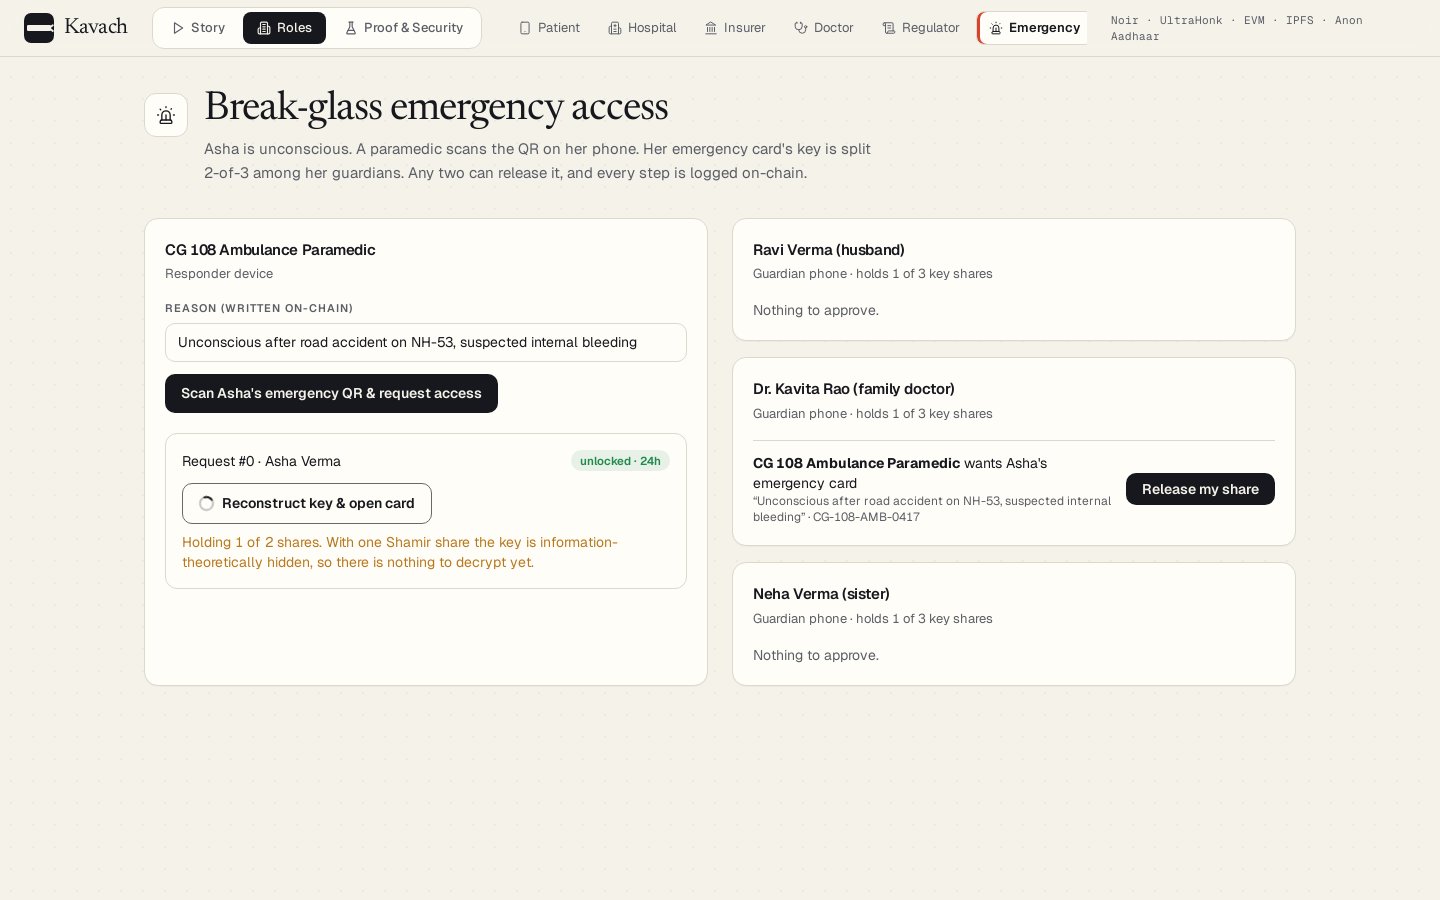 Kavach
Story
Roles
Proof & Security
Patient
Hospital
Insurer
Doctor
Regulator
Emergency
Noir · UltraHonk · EVM · IPFS · Anon
Aadhaar
Break-glass emergency access
Asha is unconscious. A paramedic scans the QR on her phone. Her emergency card's key is split
2-of-3 among her guardians. Any two can release it, and every step is logged on-chain.
CG 108 Ambulance Paramedic
Responder device
REASON (WRITTEN ON-CHAIN)
Unconscious after road accident on NH-53, suspected internal bleeding
Scan Asha's emergency QR & request access
Request #0 · Asha Verma
unlocked · 24h
Reconstruct key & open card
Holding 1 of 2 shares. With one Shamir share the key is information-
theoretically hidden, so there is nothing to decrypt yet.
Ravi Verma (husband)
Guardian phone · holds 1 of 3 key shares
Nothing to approve.
Dr. Kavita Rao (family doctor)
Guardian phone · holds 1 of 3 key shares
CG 108 Ambulance Paramedic wants Asha's
emergency card
“Unconscious after road accident on NH-53, suspected internal
bleeding” · CG-108-AMB-0417
Release my share
Neha Verma (sister)
Guardian phone · holds 1 of 3 key shares
Nothing to approve.